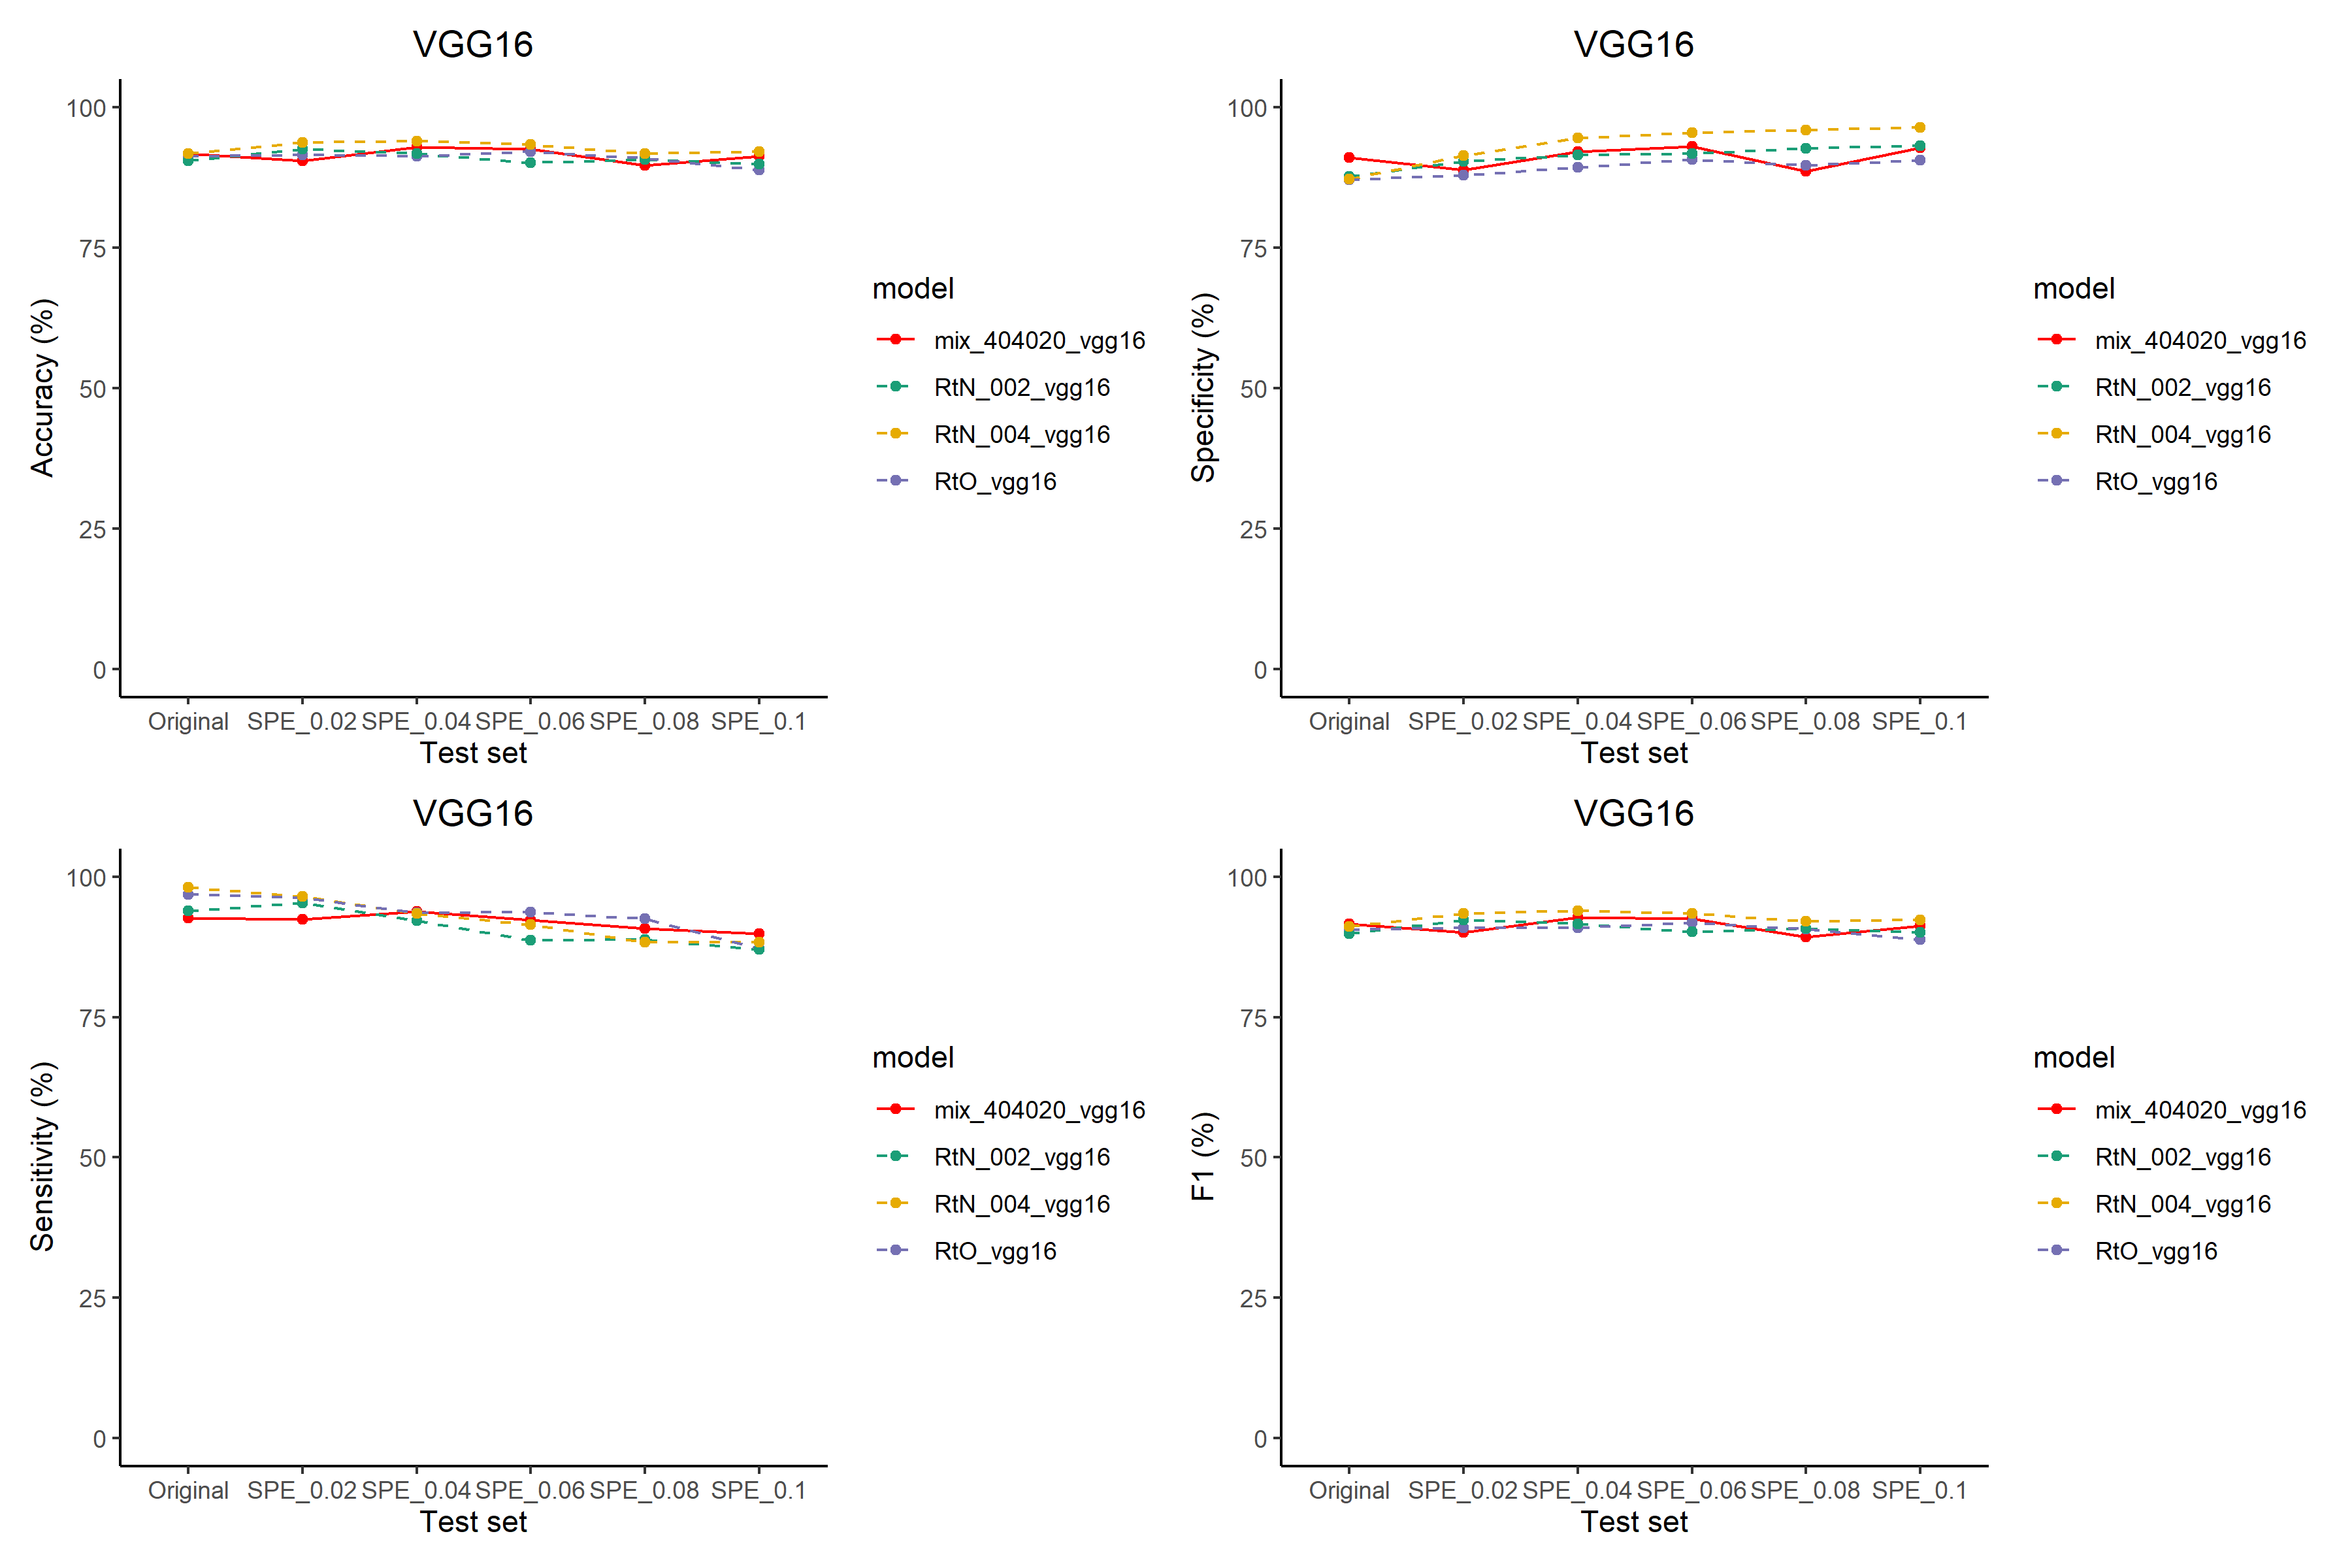 VGG16
100
75
50
25
0
Accuracy (%)
Original SPE_0.02 SPE_0.04 SPE_0.06 SPE_0.08 SPE_0.1
Test set
model
mix_404020_vgg16
RtN_002_vgg16
RtN_004_vgg16
RtO_vgg16
VGG16
100
75
50
25
0
Specificity (%)
Original SPE_0.02 SPE_0.04 SPE_0.06 SPE_0.08 SPE_0.1
Test set
model
mix_404020_vgg16
RtN_002_vgg16
RtN_004_vgg16
RtO_vgg16
VGG16
100
75
50
25
0
Sensitivity (%)
Original SPE_0.02 SPE_0.04 SPE_0.06 SPE_0.08 SPE_0.1
Test set
model
mix_404020_vgg16
RtN_002_vgg16
RtN_004_vgg16
RtO_vgg16
VGG16
100
75
50
25
0
F1 (%)
Original SPE_0.02 SPE_0.04 SPE_0.06 SPE_0.08 SPE_0.1
Test set
model
mix_404020_vgg16
RtN_002_vgg16
RtN_004_vgg16
RtO_vgg16